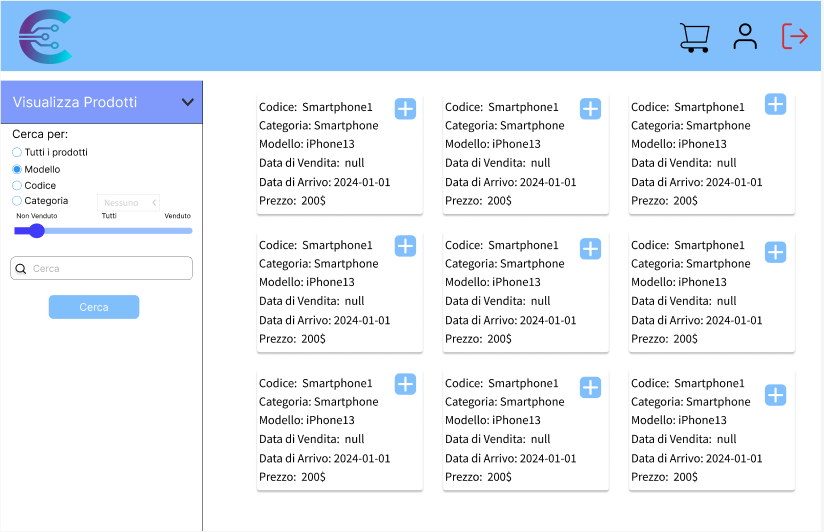 Visualizza Prodotti
Cerca per:
Tutti i prodotti
Modello
Codice
Categoria
Nessuno
Non Venduto Tutti Venduto
Cerca
Cerca
Codice: Smartphone1
Categoria: Smartphone
Modello: iPhone13
Data di Vendita: null
Data di Arrivo: 2024-01-01
Prezzo: 200$
Codice: Smartphone1
Categoria: Smartphone
Modello: iPhone13
Data di Vendita: null
Data di Arrivo: 2024-01-01
Prezzo: 200$
Codice: Smartphone1
Categoria: Smartphone
Modello: iPhone13
Data di Vendita: null
Data di Arrivo: 2024-01-01
Prezzo: 200$
Codice: Smartphone1
Categoria: Smartphone
Modello: iPhone13
Data di Vendita: null
Data di Arrivo: 2024-01-01
Prezzo: 200$
Codice: Smartphone1
Categoria: Smartphone
Modello: iPhone13
Data di Vendita: null
Data di Arrivo: 2024-01-01
Prezzo: 200$
Codice: Smartphone1
Categoria: Smartphone
Modello: iPhone13
Data di Vendita: null
Data di Arrivo: 2024-01-01
Prezzo: 200$
Codice: Smartphone1
Categoria: Smartphone
Modello: iPhone13
Data di Vendita: null
Data di Arrivo: 2024-01-01
Prezzo: 200$
Codice: Smartphone1
Categoria: Smartphone
Modello: iPhone13
Data di Vendita: null
Data di Arrivo: 2024-01-01
Prezzo: 200$
Codice: Smartphone1
Categoria: Smartphone
Modello: iPhone13
Data di Vendita: null
Data di Arrivo: 2024-01-01
Prezzo: 200$